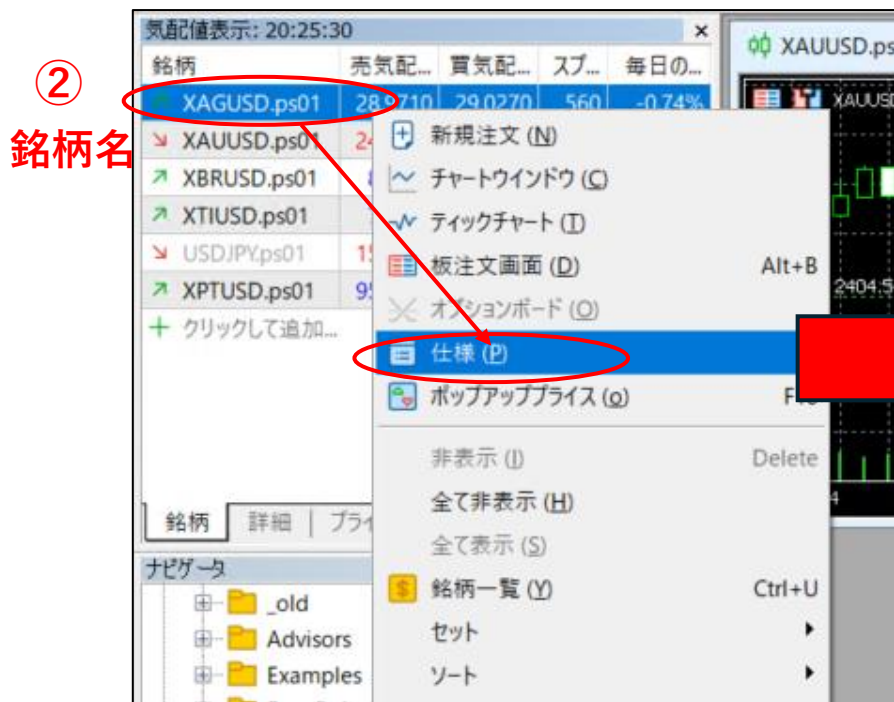 気配値表示: 20:25:30
銘柄 売気配... 買気配... スプ... 毎日の...
②
銘柄名
XAGUSD.ps01 28.9710 29.0270 560 -0.74%
XAUUSD.ps01 24
XBRUSD.ps01
XTIUSD.ps01
USDJPY.ps01 15
XPTUSD.ps01 95
クリックして追加...
新規注文 (N)
チャートウインドウ (C)
ティックチャート (T)
板注文画面 (D) Alt+B
オプションボード (O)
仕様 (P)
ポップアッププライス (o)
非表示 (I) Delete
全て非表示 (H)
全て表示 (S)
銘柄一覧 (Y) Ctrl+U
セット
ソート
銘柄 詳細 プライ
ナビゲータ
_old
Advisors
Examples
XAUUSD.ps
XAUUSD
2404.5